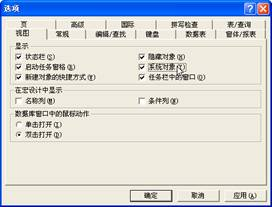 选项
页 高级 国际 拼写检查 表/查询
视图 常规 编辑/查找 键盘 数据表 窗体/报表
显示
状态栏(S) 隐藏对象(H)
启动任务窗格(A) 系统对象(Y)
新建对象的快捷方式(N) 任务栏中的窗口(W)
在宏设计中显示
名称列(M) 条件列(C)
数据库窗口中的鼠标动作
单击打开(I)
双击打开(D)
确定 取消 应用(A)